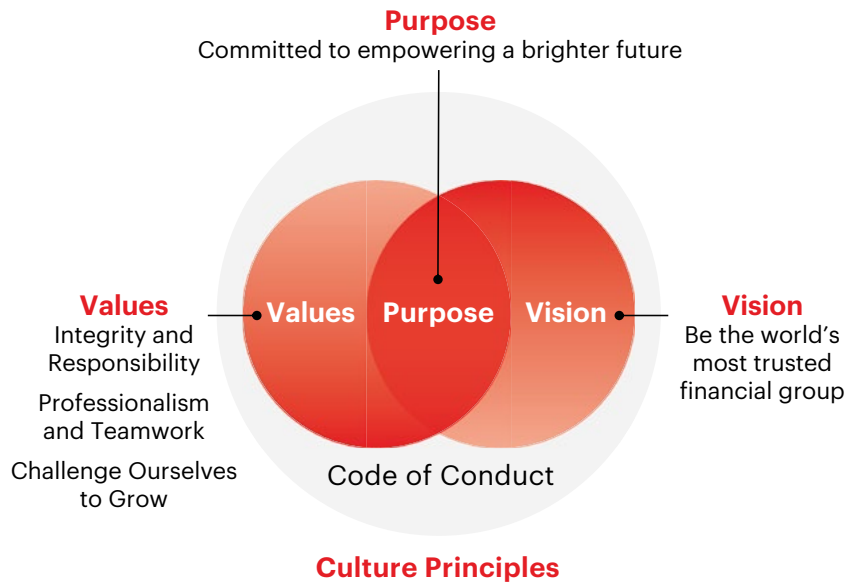 Purpose
Committed to empowering a brighter future
Values
Integrity and
Responsibility
Professionalism
and Teamwork
Challenge Ourselves
to Grow
Values
Purpose
Vision
Vision
Be the world’s
most trusted
financial group
Code of Conduct
Culture Principles